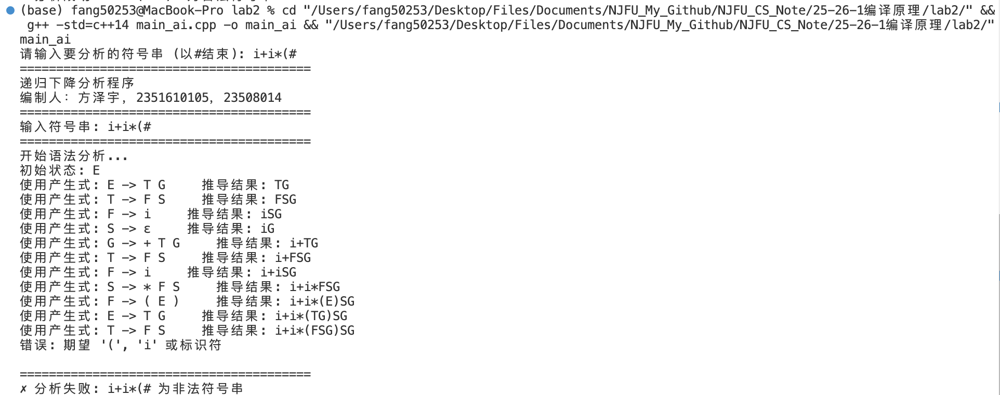 (base) fang50253@MacBook-Pro lab2 % cd "/Users/fang50253/Desktop/Files/Documents/NJFU_My_Github/NJFU_CS_Note/25-26-1编译原理/lab2/" &&
g++ -std=c++14 main_ai.cpp -o main_ai && "/Users/fang50253/Desktop/Files/Documents/NJFU_My_Github/NJFU_CS_Note/25-26-1编译原理/lab2/"
main_ai
请输入要分析的符号串 (以#结束): i+i*(#
========================================
递归下降分析程序
编制人: 方泽宇, 2351610105, 23508014
========================================
输入符号串: i+i*(#
========================================
开始语法分析...
初始状态: E
使用产生式: E -> T G     推导结果: TG
使用产生式: T -> F S     推导结果: FSG
使用产生式: F -> i     推导结果: iSG
使用产生式: S -> ε     推导结果: iG
使用产生式: G -> + T G     推导结果: i+TG
使用产生式: T -> F S     推导结果: i+FSG
使用产生式: F -> i     推导结果: i+iSG
使用产生式: S -> * F S     推导结果: i+i*FSG
使用产生式: F -> ( E )     推导结果: i+i*(E)SG
使用产生式: E -> T G     推导结果: i+i*(TG)SG
使用产生式: T -> F S     推导结果: i+i*(FSG)SG
错误: 期望 '(', 'i' 或标识符
========================================
✗ 分析失败: i+i*(# 为非法符号串